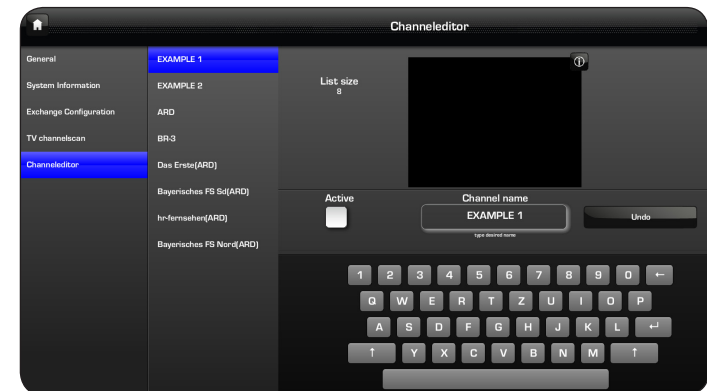 Channeleditor
General
System Information
Exchange Configuration
TV channelscan
Channeleditor
EXAMPLE 1
EXAMPLE 2
ARD
BR-3
Das Erste(ARD)
Bayerisches FS Sd(ARD)
hr-fernsehen(ARD)
Bayerisches FS Nord(ARD)
List size
8
Active
Channel name
EXAMPLE 1
type desired name
Undo
1 2 3 4 5 6 7 8 9 0 ←
Q W E R T Z U I O P
A S D F G H J K L ↵
↑ Y X C V B N M ↑